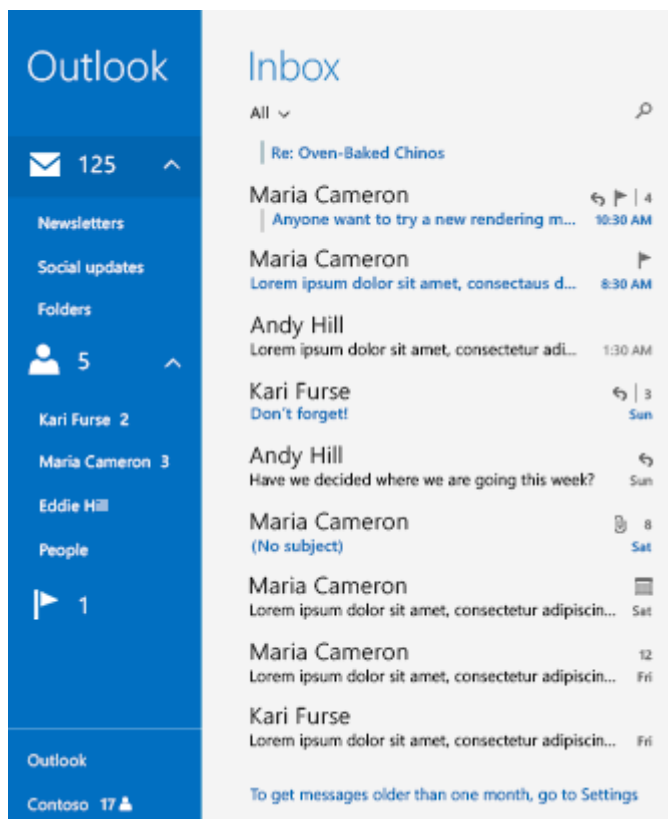 Outlook
125
Newsletters
Social updates
Folders
5
Kari Furse 2
Maria Cameron 3
Eddie Hill
People
1
Outlook
Contoso 17
Inbox
All
Re: Oven-Baked Chinos
Maria Cameron 4
Anyone want to try a new rendering m... 10:30 AM
Maria Cameron
Lorem ipsum dolor sit amet, consectaus d... 8:30 AM
Andy Hill
Lorem ipsum dolor sit amet, consectetur adi... 1:30 AM
Kari Furse 3
Don't forget! Sun
Andy Hill
Have we decided where we are going this week? Sun
Maria Cameron 8
(No subject) Sat
Maria Cameron
Lorem ipsum dolor sit amet, consectetur adipiscin... Sat
Maria Cameron 12
Lorem ipsum dolor sit amet, consectetur adipiscin... Fri
Kari Furse
Lorem ipsum dolor sit amet, consectetur adipiscin... Fri
To get messages older than one month, go to Settings